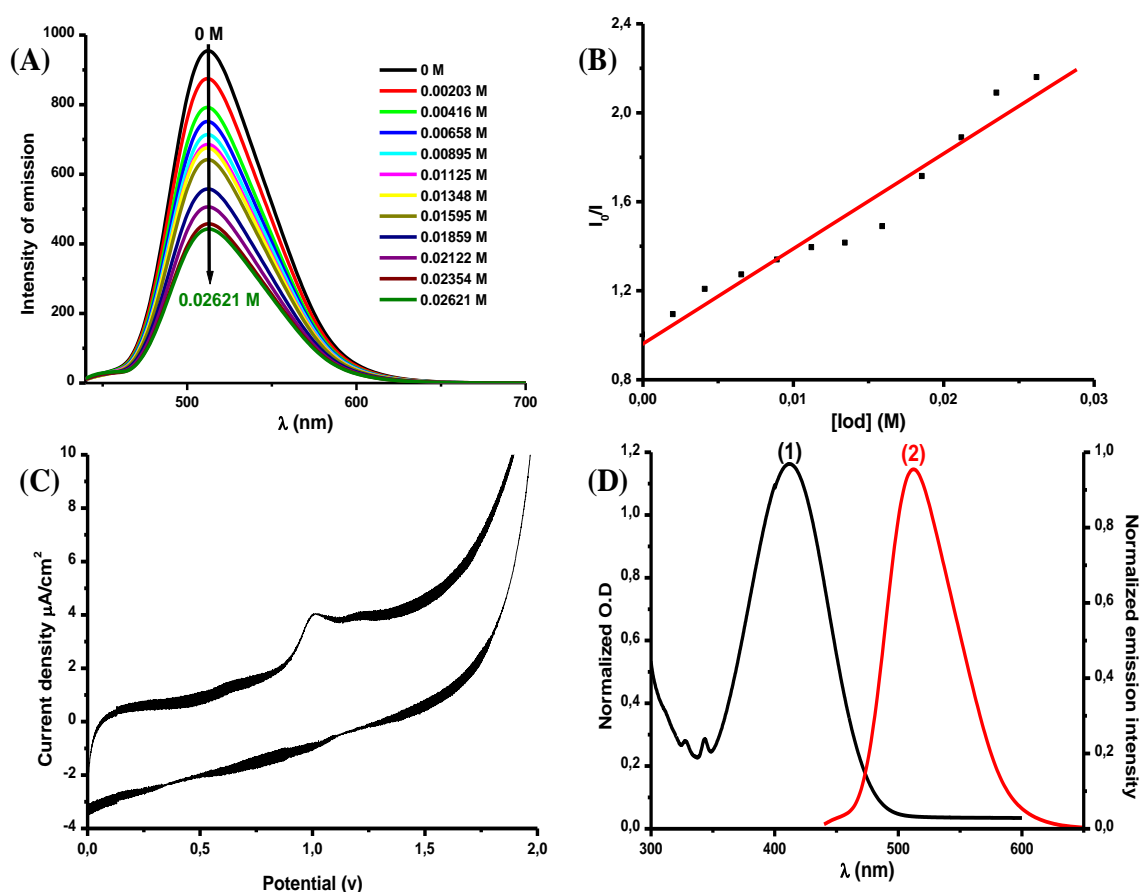 (A)
1000
800
600
400
200
0
0 M
0.02621 M
0 M
0.00203 M
0.00416 M
0.00658 M
0.00895 M
0.01125 M
0.01348 M
0.01595 M
0.01859 M
0.02122 M
0.02354 M
0.02621 M
Intensity of emission
500 600 700
λ (nm)
(B)
2,4
2,0
1,6
1,2
0,8
I₀/I
0,00 0,01 0,02 0,03
[Iod] (M)
(C)
10
8
6
4
2
0
-2
-4
Current density µA/cm²
0,0 0,5 1,0 1,5 2,0
Potential (v)
(D)
(1) (2)
1,2
1,0
0,8
0,6
0,4
0,2
0,0
Normalized O.D
1,0
0,8
0,6
0,4
0,2
0,0
Normalized emission intensity
300 400 500 600
λ (nm)